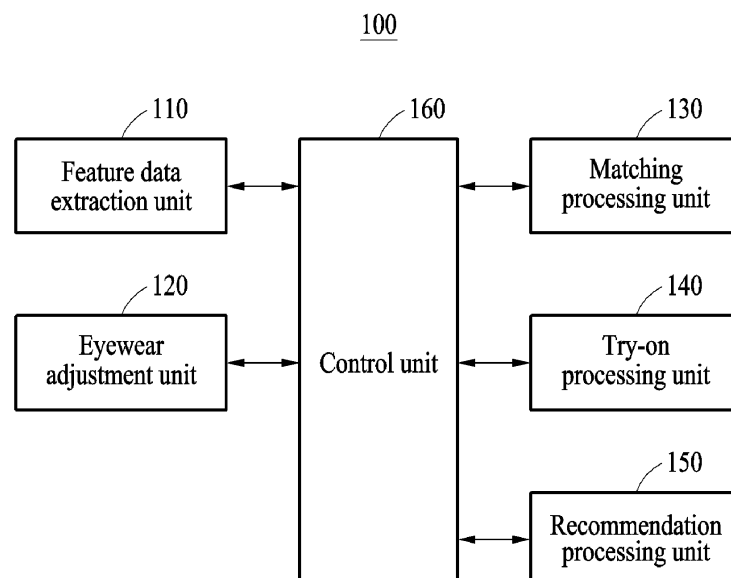 100
110
Feature data
extraction unit
120
Eyewear
adjustment unit
160
Control unit
130
Matching
processing unit
140
Try-on
processing unit
150
Recommendation
processing unit